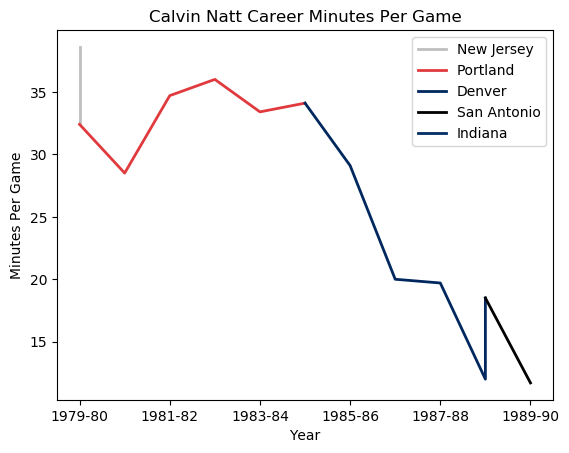 Calvin Natt Career Minutes Per Game
New Jersey
Portland
Denver
San Antonio
Indiana
Minutes Per Game
35
30
25
20
15
1979-80 1981-82 1983-84 1985-86 1987-88 1989-90
Year